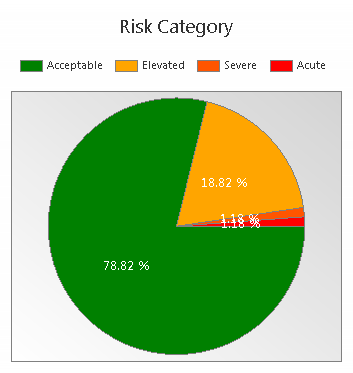 Risk Category
Acceptable Elevated Severe Acute
18.82 %
1.18 %
1.18 %
78.82 %